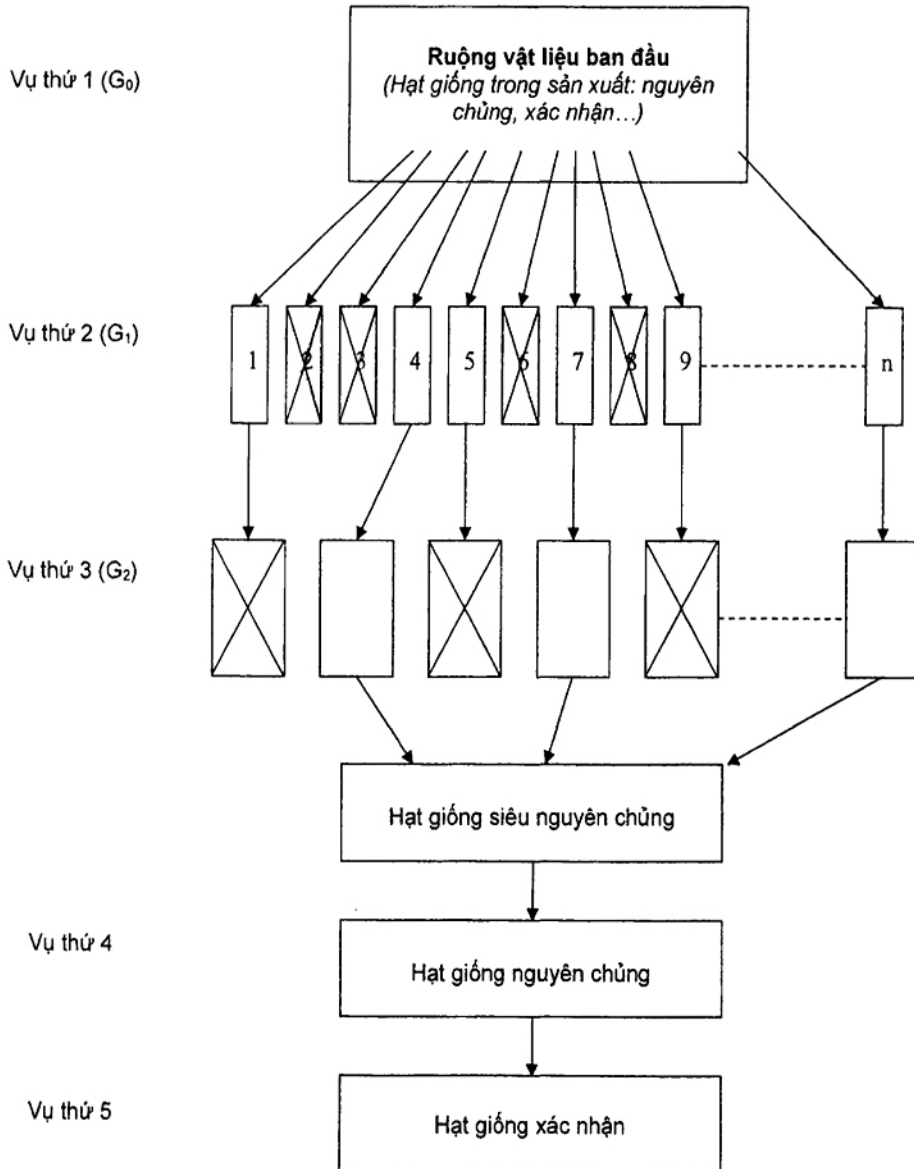 Ruộng vật liệu ban đầu
Vụ thứ 1 (G₀)
(Hạt giống trong sản xuất: nguyên
chủng, xác nhận...)
Vụ thứ 2 (G₁)
1 2 3 4 5 6 7 8 9 n
Vụ thứ 3 (G₂)
Hạt giống siêu nguyên chủng
Vụ thứ 4
Hạt giống nguyên chủng
Vụ thứ 5
Hạt giống xác nhận